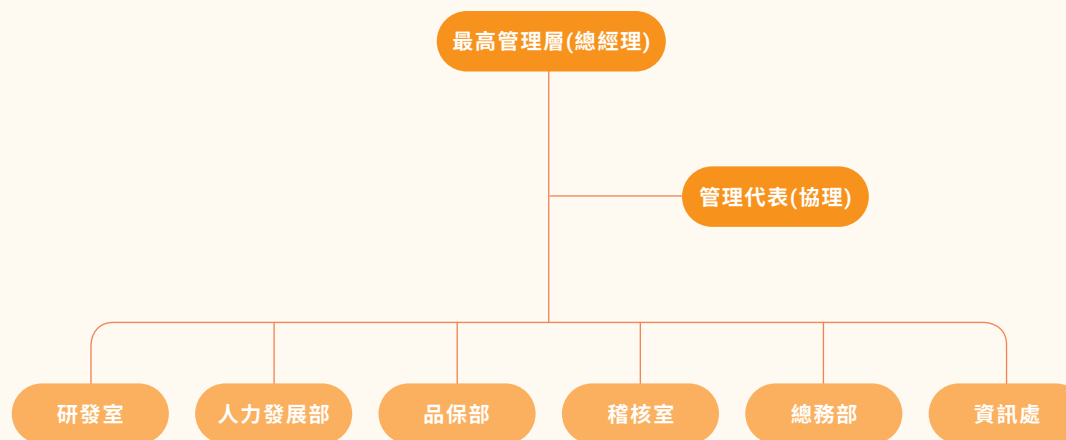 最高管理層(總經理)
管理代表(協理)
研發室
人力發展部
品保部
稽核室
總務部
資訊處